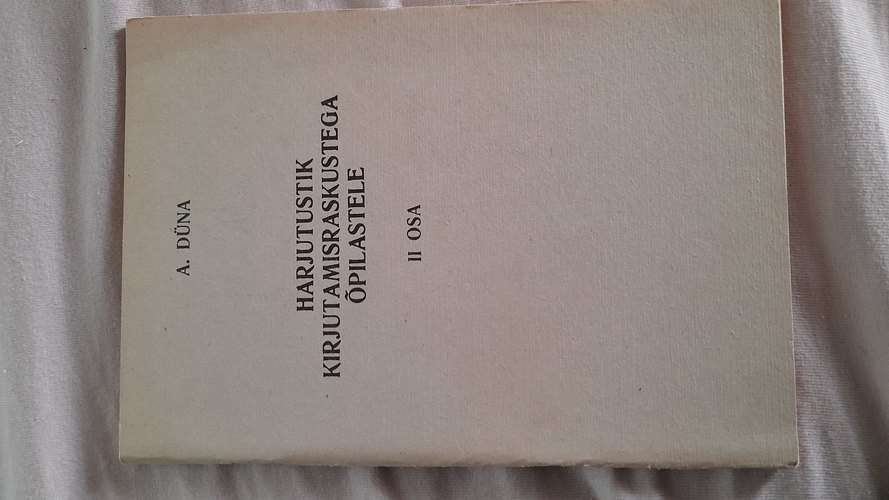 A. DÜNA
HARJUTUSTIK
KIRJUTAMISRASKUSTEGA
ÕPILASTELE
II OSA